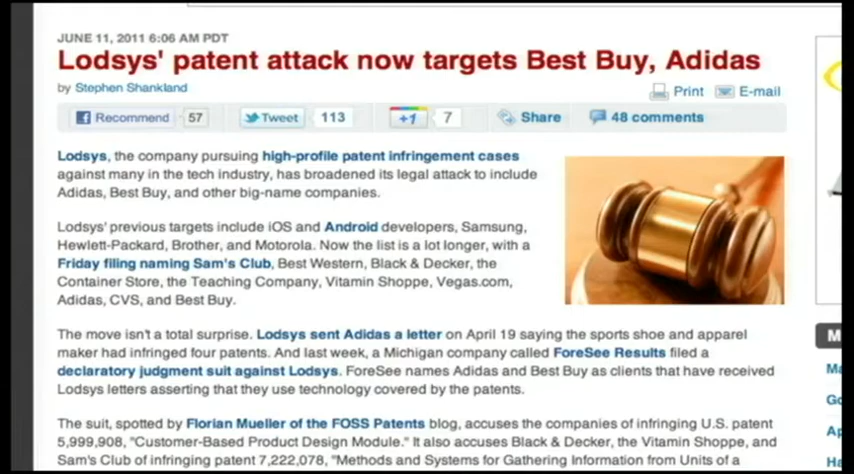 JUNE 11, 2011 6:06 AM PDT
Lodsys' patent attack now targets Best Buy, Adidas
by Stephen Shankland
Print E-mail
Recommend 57 Tweet 113 +1 7 Share 48 comments
Lodsys, the company pursuing high-profile patent infringement cases
against many in the tech industry, has broadened its legal attack to include
Adidas, Best Buy, and other big-name companies.
Lodsys' previous targets include iOS and Android developers, Samsung,
Hewlett-Packard, Brother, and Motorola. Now the list is a lot longer, with a
Friday filing naming Sam's Club, Best Western, Black & Decker, the
Container Store, the Teaching Company, Vitamin Shoppe, Vegas.com,
Adidas, CVS, and Best Buy.
The move isn't a total surprise. Lodsys sent Adidas a letter on April 19 saying the sports shoe and apparel
maker had infringed four patents. And last week, a Michigan company called ForeSee Results filed a
declaratory judgment suit against Lodsys. ForeSee names Adidas and Best Buy as clients that have received
Lodsys letters asserting that they use technology covered by the patents.
The suit, spotted by Florian Mueller of the FOSS Patents blog, accuses the companies of infringing U.S. patent
5,999,908, "Customer-Based Product Design Module." It also accuses Black & Decker, the Vitamin Shoppe, and
Sam's Club of infringing patent 7,222,078, "Methods and Systems for Gathering Information from Units of a